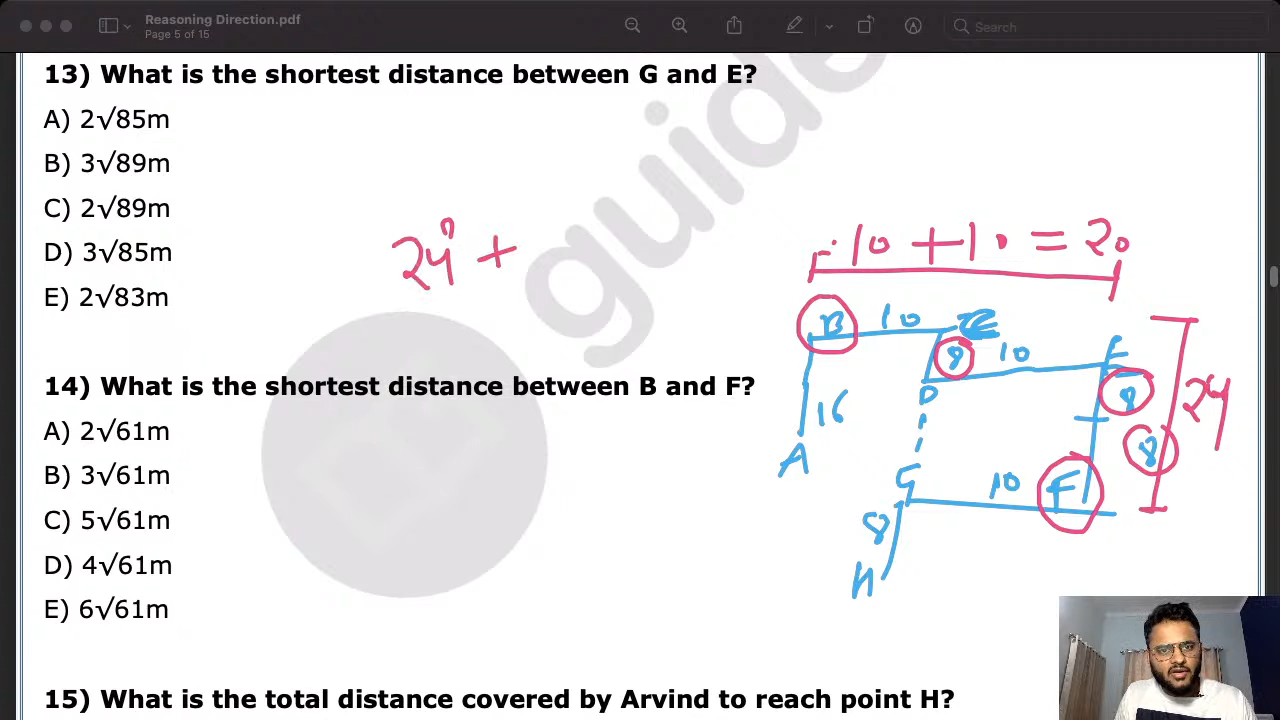 Reasoning Direction.pdf
Page 5 of 15
Search
13) What is the shortest distance between G and E?
A) 2√85m
B) 3√89m
C) 2√89m
D) 3√85m
E) 2√83m
guide
24² +
10 + 10 = 20
B 10
8 10 E
D
16
A
8
8
24
G 10 F
8
H
14) What is the shortest distance between B and F?
A) 2√61m
B) 3√61m
C) 5√61m
D) 4√61m
E) 6√61m
15) What is the total distance covered by Arvind to reach point H?